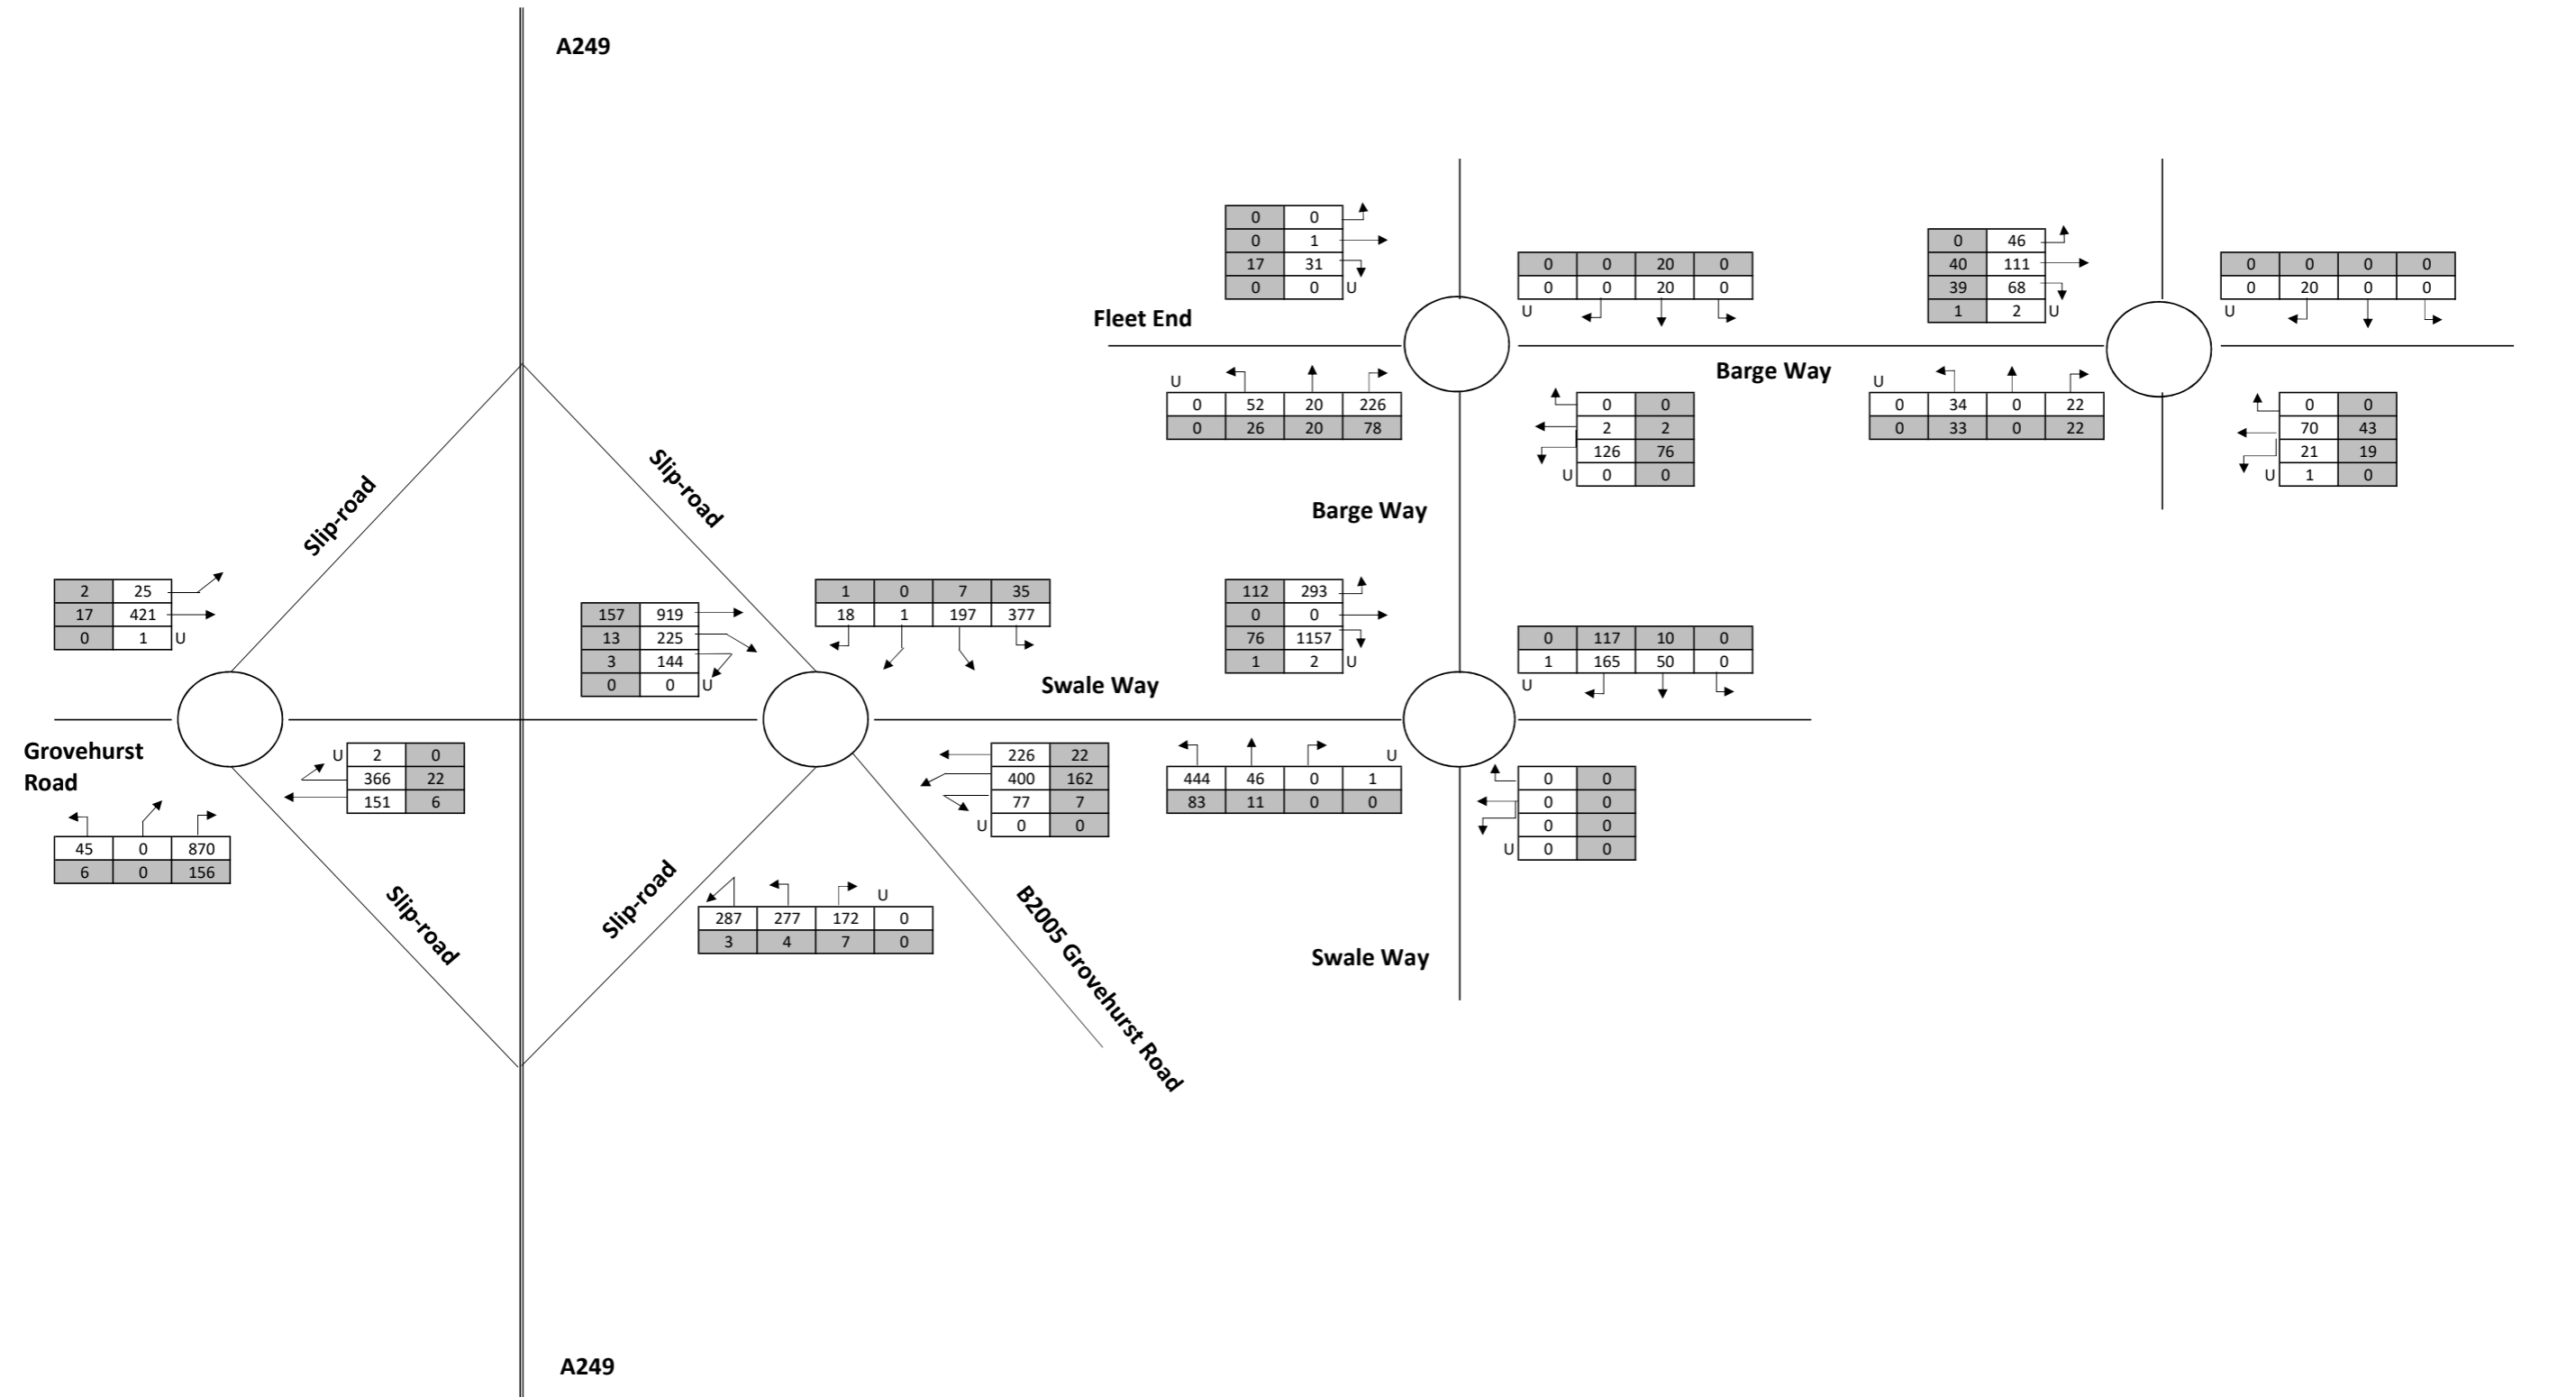 A249
0 0
0 1
17 31
0 0 U
0 0 20 0
0 0 20 0
U
0 46
40 111
39 68
1 2 U
0 0 0 0
0 20 0 0
U
Fleet End
Barge Way
U
0 52 20 226
0 26 20 78
0 0
2 2
126 76
U 0 0
U
0 34 0 22
0 33 0 22
0 0
70 43
21 19
U 1 0
Slip-road
Slip-road
Barge Way
2 25
17 421
0 1 U
157 919
13 225
3 144
0 0 U
1 0 7 35
18 1 197 377
112 293
0 0
76 1157
1 2 U
0 117 10 0
1 165 50 0
U
Swale Way
Grovehurst
Road
U 2 0
366 22
151 6
226 22
400 162
77 7
U 0 0
U
444 46 0 1
83 11 0 0
0 0
0 0
0 0
U 0 0
45 0 870
6 0 156
Slip-road
Slip-road
U
287 277 172 0
3 4 7 0
B2005 Grovehurst Road
Swale Way
A249